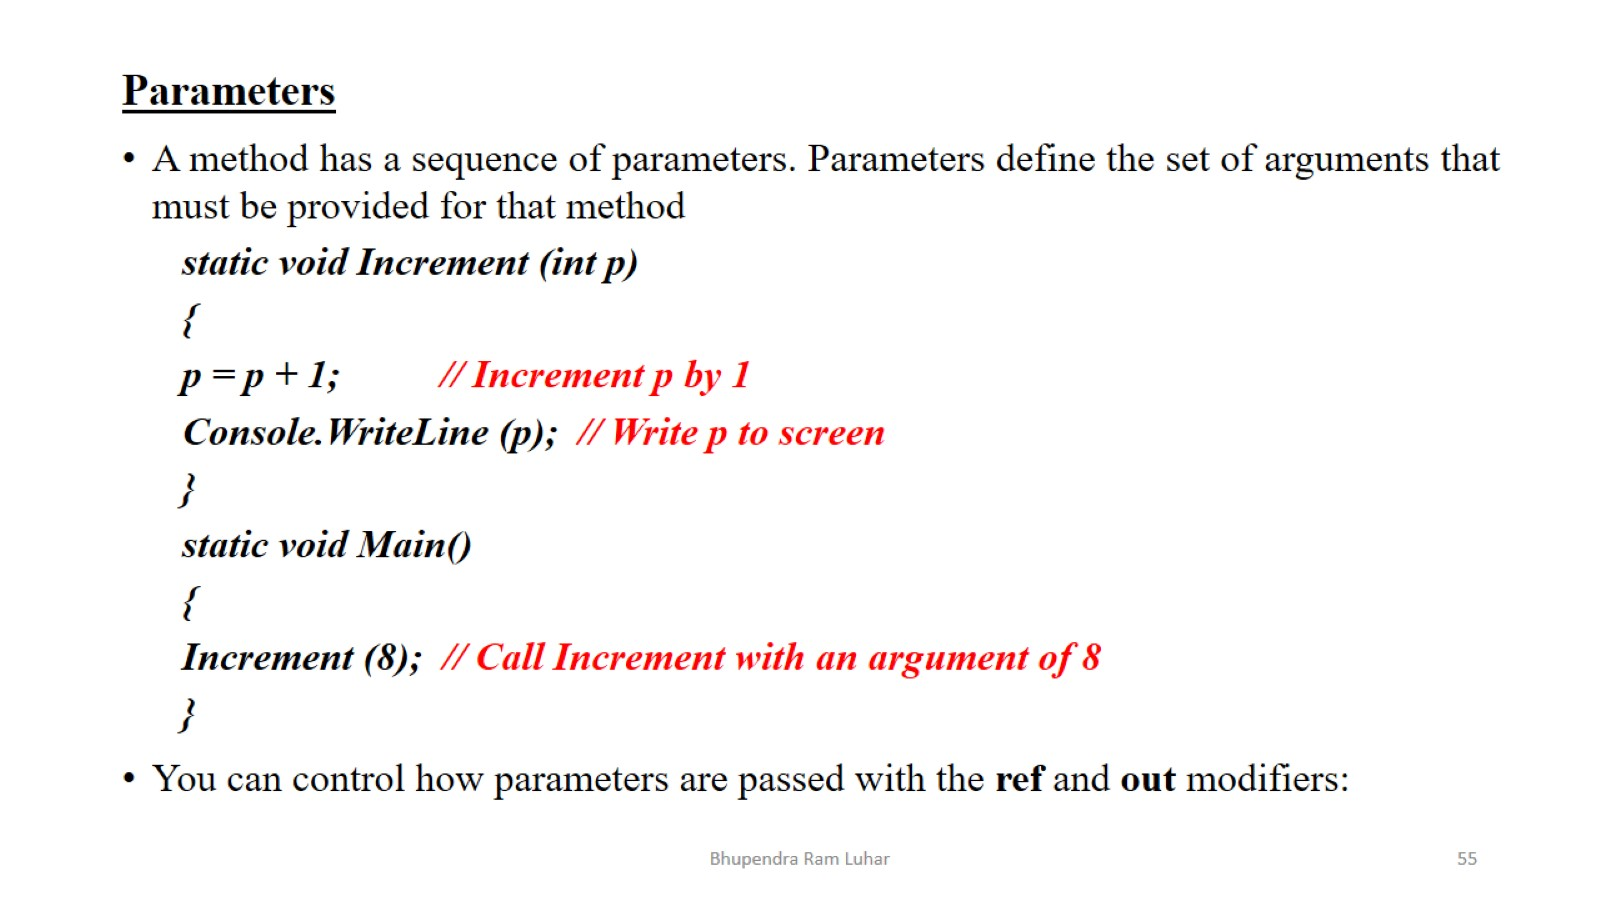 Parameters
• A method has a sequence of parameters. Parameters define the set of arguments that
must be provided for that method
static void Increment (int p)
{
p = p + 1; // Increment p by 1
Console.WriteLine (p); // Write p to screen
}
static void Main()
{
Increment (8); // Call Increment with an argument of 8
}
• You can control how parameters are passed with the ref and out modifiers:
Bhupendra Ram Luhar 55